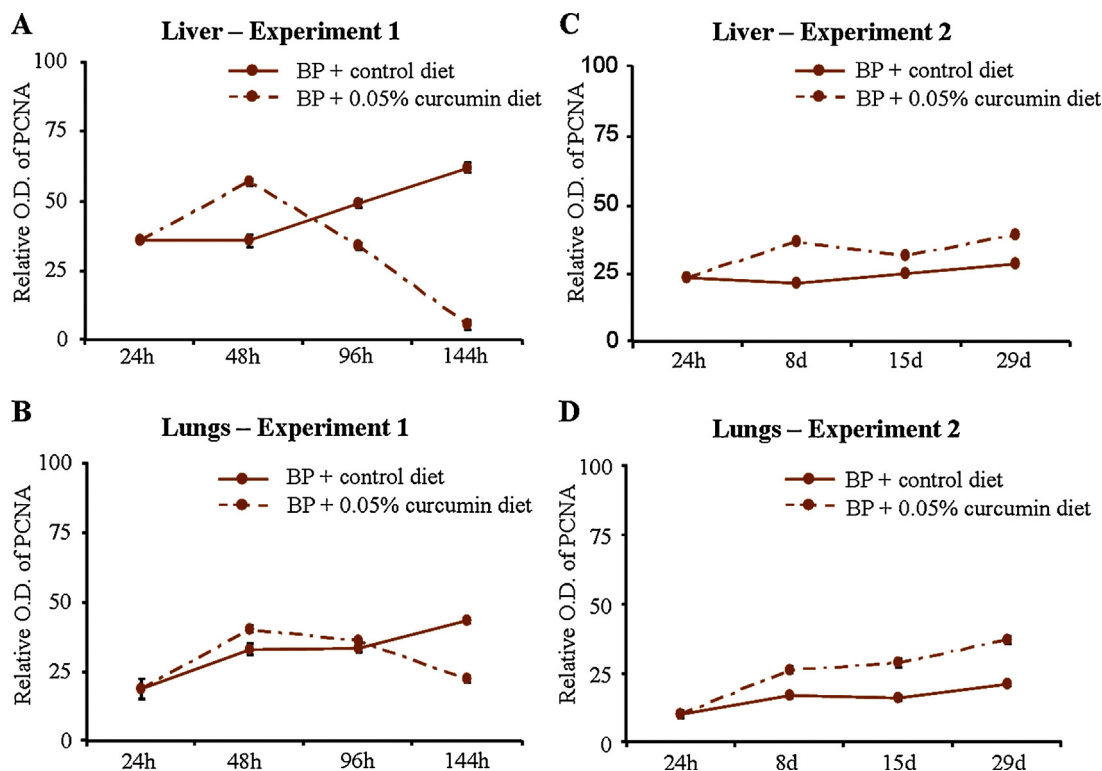 A
Liver – Experiment 1
100
75
50
25
0
Relative O.D. of PCNA
BP + control diet
BP + 0.05% curcumin diet
24h 48h 96h 144h
B
Lungs – Experiment 1
100
75
50
25
0
Relative O.D. of PCNA
BP + control diet
BP + 0.05% curcumin diet
24h 48h 96h 144h
C
Liver – Experiment 2
100
75
50
25
0
Relative O.D. of PCNA
BP + control diet
BP + 0.05% curcumin diet
24h 8d 15d 29d
D
Lungs – Experiment 2
100
75
50
25
0
Relative O.D. of PCNA
BP + control diet
BP + 0.05% curcumin diet
24h 8d 15d 29d